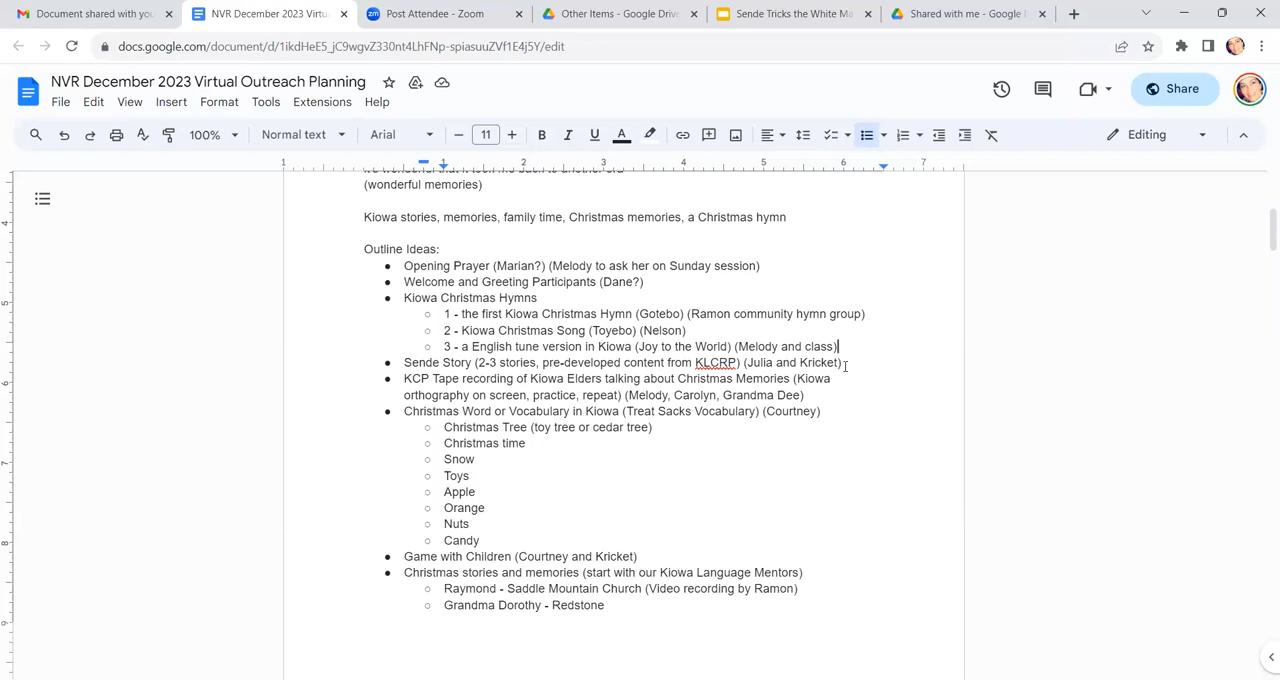 Document shared with you
NVR December 2023 Virtu
Post Attendee - Zoom
Other Items - Google Driv
Sende Tricks the White Ma
Shared with me - Google D
docs.google.com/document/d/1ikdHeE5_jC9wgvZ330nt4LhFNp-spiasuuZVf1E4j5Y/edit
NVR December 2023 Virtual Outreach Planning
File Edit View Insert Format Tools Extensions Help
Share
100% Normal text Arial 11 Editing
1 1 2 3 4 5 6 7
(wonderful memories)
Kiowa stories, memories, family time, Christmas memories, a Christmas hymn
Outline Ideas:
● Opening Prayer (Marian?) (Melody to ask her on Sunday session)
● Welcome and Greeting Participants (Dane?)
● Kiowa Christmas Hymns
○ 1 - the first Kiowa Christmas Hymn (Gotebo) (Ramon community hymn group)
○ 2 - Kiowa Christmas Song (Toyebo) (Nelson)
○ 3 - a English tune version in Kiowa (Joy to the World) (Melody and class)
● Sende Story (2-3 stories, pre-developed content from KLCRP) (Julia and Kricket)
● KCP Tape recording of Kiowa Elders talking about Christmas Memories (Kiowa
orthography on screen, practice, repeat) (Melody, Carolyn, Grandma Dee)
● Christmas Word or Vocabulary in Kiowa (Treat Sacks Vocabulary) (Courtney)
○ Christmas Tree (toy tree or cedar tree)
○ Christmas time
○ Snow
○ Toys
○ Apple
○ Orange
○ Nuts
○ Candy
● Game with Children (Courtney and Kricket)
● Christmas stories and memories (start with our Kiowa Language Mentors)
○ Raymond - Saddle Mountain Church (Video recording by Ramon)
○ Grandma Dorothy - Redstone